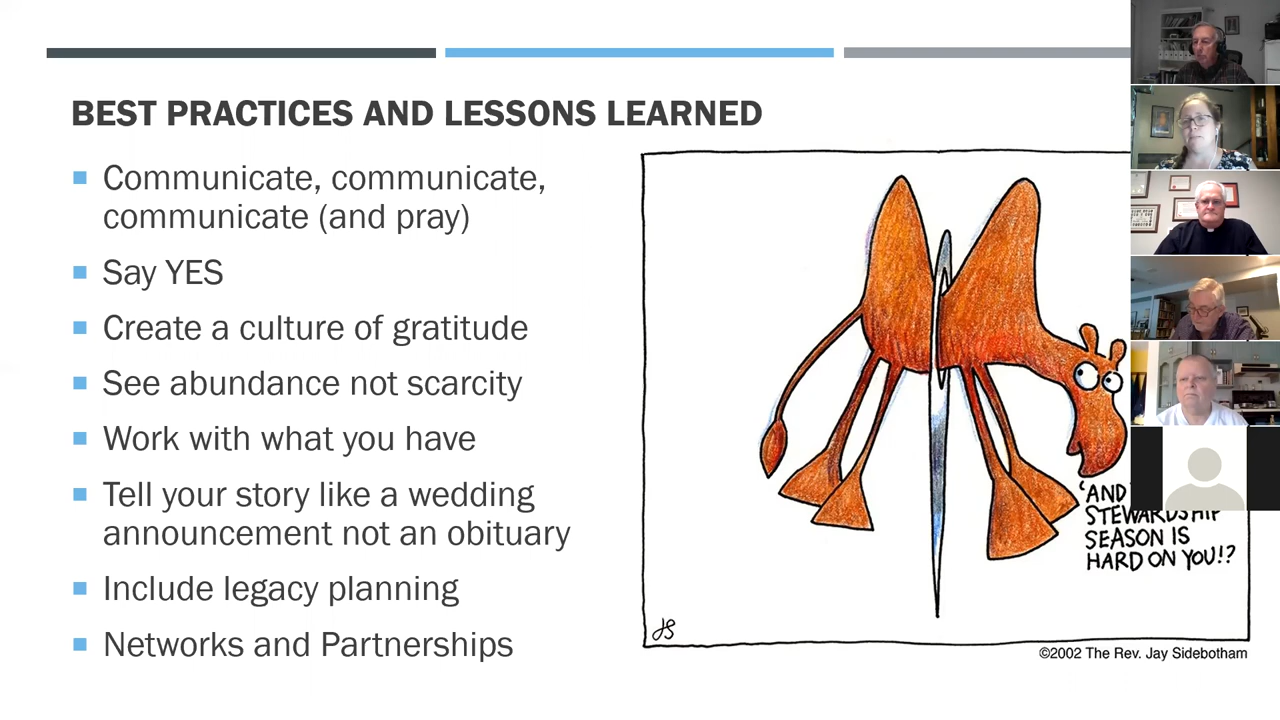 BEST PRACTICES AND LESSONS LEARNED
Communicate, communicate,
communicate (and pray)
Say YES
Create a culture of gratitude
See abundance not scarcity
Work with what you have
Tell your story like a wedding
announcement not an obituary
Include legacy planning
Networks and Partnerships
'AND
STEWARDSHIP
SEASON IS
HARD ON YOU!?
JS
©2002 The Rev. Jay Sidebotham